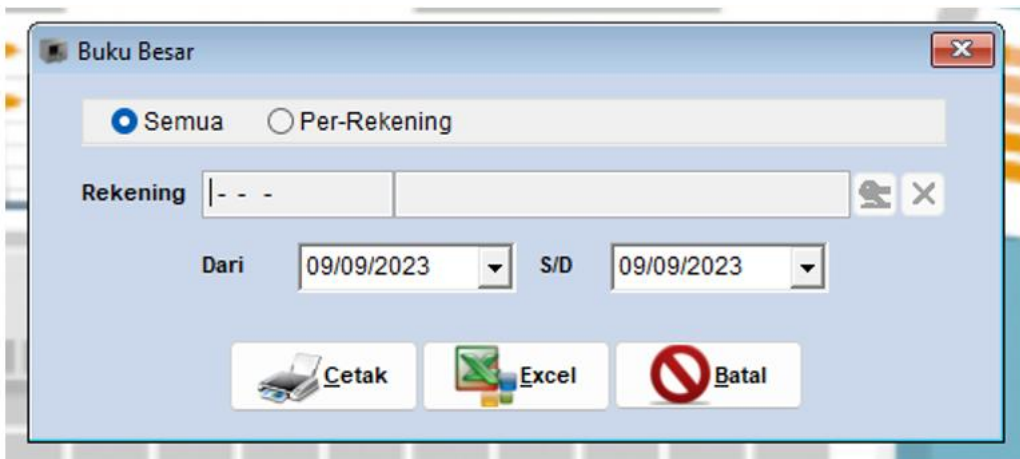 Buku Besar
Semua Per-Rekening
Rekening - - -
Dari 09/09/2023 S/D 09/09/2023
Cetak Excel Batal